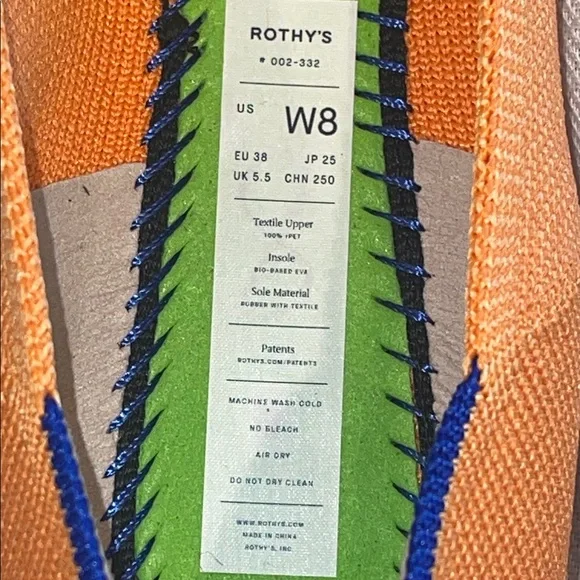 ROTHY'S
# 002-332
US W8
EU 38 JP 25
UK 5.5 CHN 250
Textile Upper
100% rPET
Insole
BIO-BASED EVA
Sole Material
RUBBER WITH TEXTILE
Patents
ROTHYS.COM/PATENTS
MACHINE WASH COLD
NO BLEACH
AIR DRY
DO NOT DRY CLEAN
WWW.ROTHYS.COM
MADE IN CHINA
ROTHY'S, INC